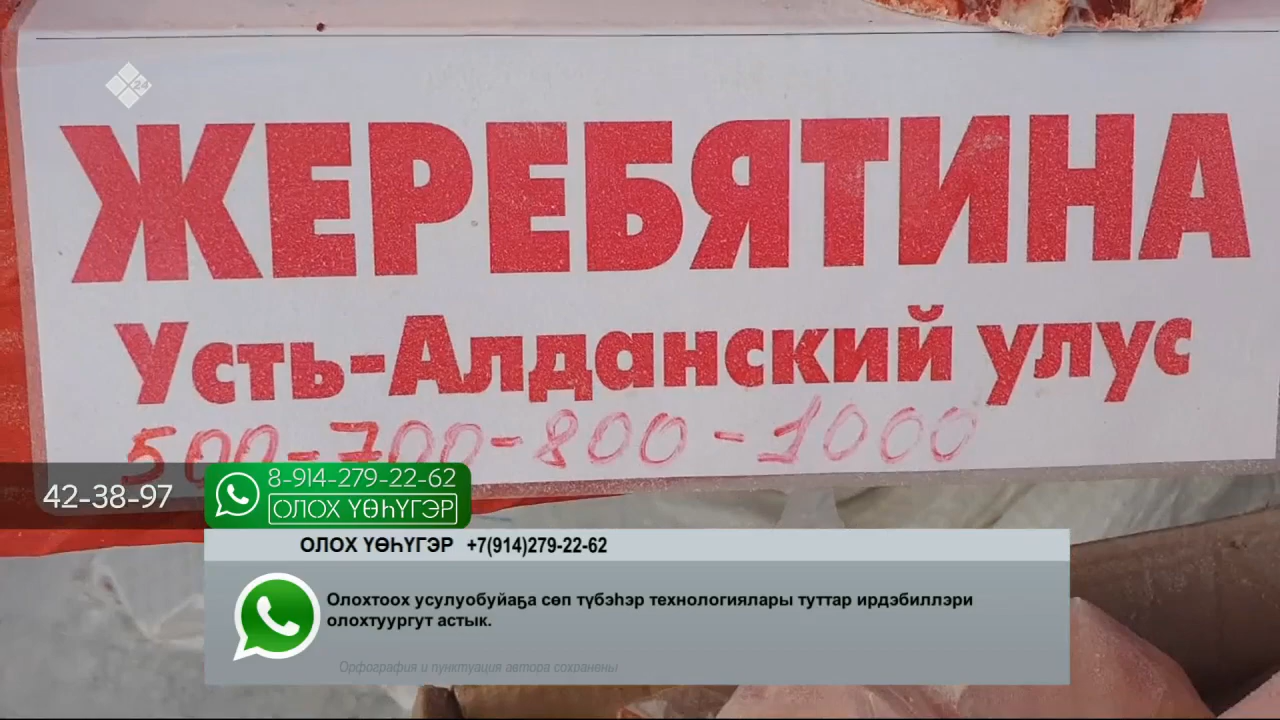 24
ЖЕРЕБЯТИНА
Усть-Алданский улус
500-700-800-1000
42-38-97
8-914-279-22-62
ОЛОХ ҮӨҺҮГЭР
ОЛОХ ҮӨҺҮГЭР +7(914)279-22-62
Олохтоох усулуобуйаҕа сөп түбэһэр технологиялары туттар ирдэбиллэри
олохтуургут астык.
Орфография и пунктуация автора сохранены